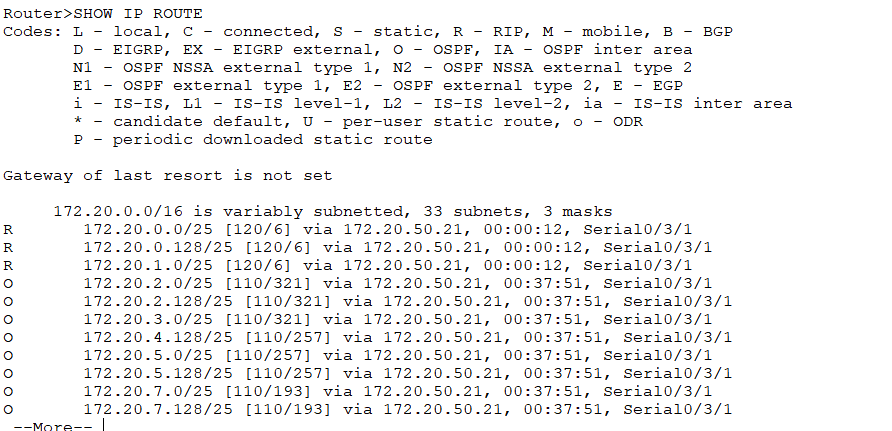 Router>SHOW IP ROUTE
Codes: L - local, C - connected, S - static, R - RIP, M - mobile, B - BGP
       D - EIGRP, EX - EIGRP external, O - OSPF, IA - OSPF inter area
       N1 - OSPF NSSA external type 1, N2 - OSPF NSSA external type 2
       E1 - OSPF external type 1, E2 - OSPF external type 2, E - EGP
       i - IS-IS, L1 - IS-IS level-1, L2 - IS-IS level-2, ia - IS-IS inter area
       * - candidate default, U - per-user static route, o - ODR
       P - periodic downloaded static route

Gateway of last resort is not set

     172.20.0.0/16 is variably subnetted, 33 subnets, 3 masks
R       172.20.0.0/25 [120/6] via 172.20.50.21, 00:00:12, Serial0/3/1
R       172.20.0.128/25 [120/6] via 172.20.50.21, 00:00:12, Serial0/3/1
R       172.20.1.0/25 [120/6] via 172.20.50.21, 00:00:12, Serial0/3/1
O       172.20.2.0/25 [110/321] via 172.20.50.21, 00:37:51, Serial0/3/1
O       172.20.2.128/25 [110/321] via 172.20.50.21, 00:37:51, Serial0/3/1
O       172.20.3.0/25 [110/321] via 172.20.50.21, 00:37:51, Serial0/3/1
O       172.20.4.128/25 [110/257] via 172.20.50.21, 00:37:51, Serial0/3/1
O       172.20.5.0/25 [110/257] via 172.20.50.21, 00:37:51, Serial0/3/1
O       172.20.5.128/25 [110/257] via 172.20.50.21, 00:37:51, Serial0/3/1
O       172.20.7.0/25 [110/193] via 172.20.50.21, 00:37:51, Serial0/3/1
O       172.20.7.128/25 [110/193] via 172.20.50.21, 00:37:51, Serial0/3/1
 --More--